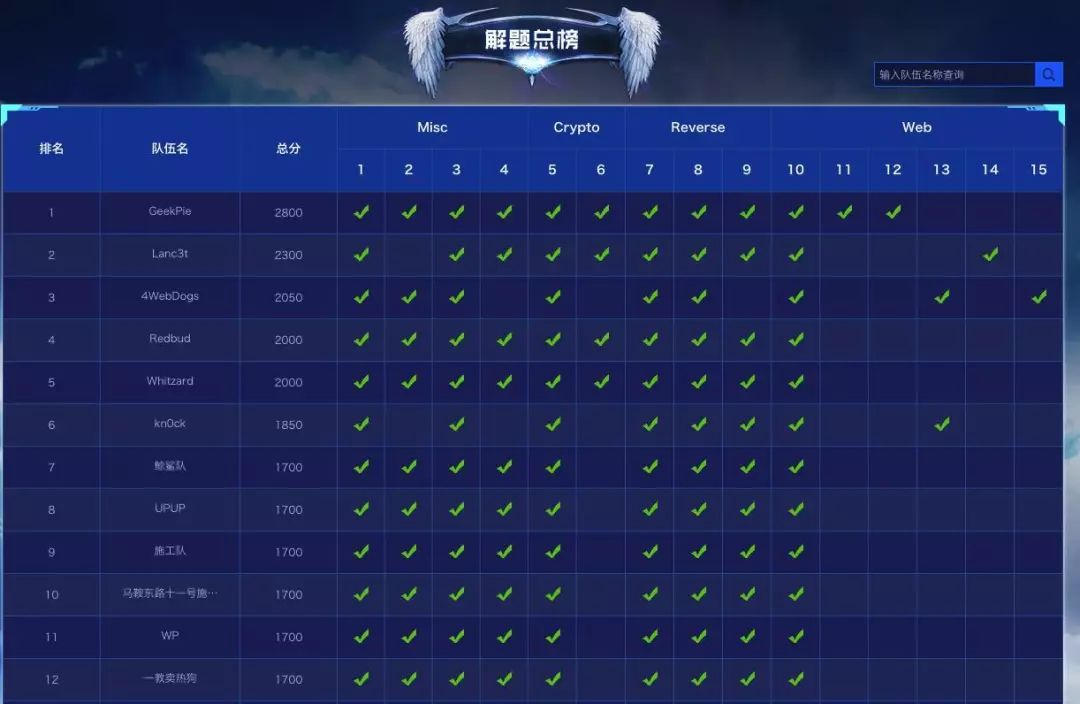 解题总榜
输入队伍名称查询
排名 队伍名 总分 Misc Crypto Reverse Web
1 2 3 4 5 6 7 8 9 10 11 12 13 14 15
1 GeekPie 2800 ✓ ✓ ✓ ✓ ✓ ✓ ✓ ✓ ✓ ✓ ✓ ✓
2 Lanc3t 2300 ✓ ✓ ✓ ✓ ✓ ✓ ✓ ✓ ✓ ✓
3 4WebDogs 2050 ✓ ✓ ✓ ✓ ✓ ✓ ✓ ✓ ✓
4 Redbud 2000 ✓ ✓ ✓ ✓ ✓ ✓ ✓ ✓ ✓ ✓
5 Whitzard 2000 ✓ ✓ ✓ ✓ ✓ ✓ ✓ ✓ ✓ ✓
6 kn0ck 1850 ✓ ✓ ✓ ✓ ✓ ✓ ✓ ✓
7 鲸鲨队 1700 ✓ ✓ ✓ ✓ ✓ ✓ ✓ ✓ ✓
8 UPUP 1700 ✓ ✓ ✓ ✓ ✓ ✓ ✓ ✓ ✓
9 施工队 1700 ✓ ✓ ✓ ✓ ✓ ✓ ✓ ✓ ✓
10 马鞍东路十一号施… 1700 ✓ ✓ ✓ ✓ ✓ ✓ ✓ ✓ ✓
11 WP 1700 ✓ ✓ ✓ ✓ ✓ ✓ ✓ ✓ ✓
12 一教卖热狗 1700 ✓ ✓ ✓ ✓ ✓ ✓ ✓ ✓ ✓